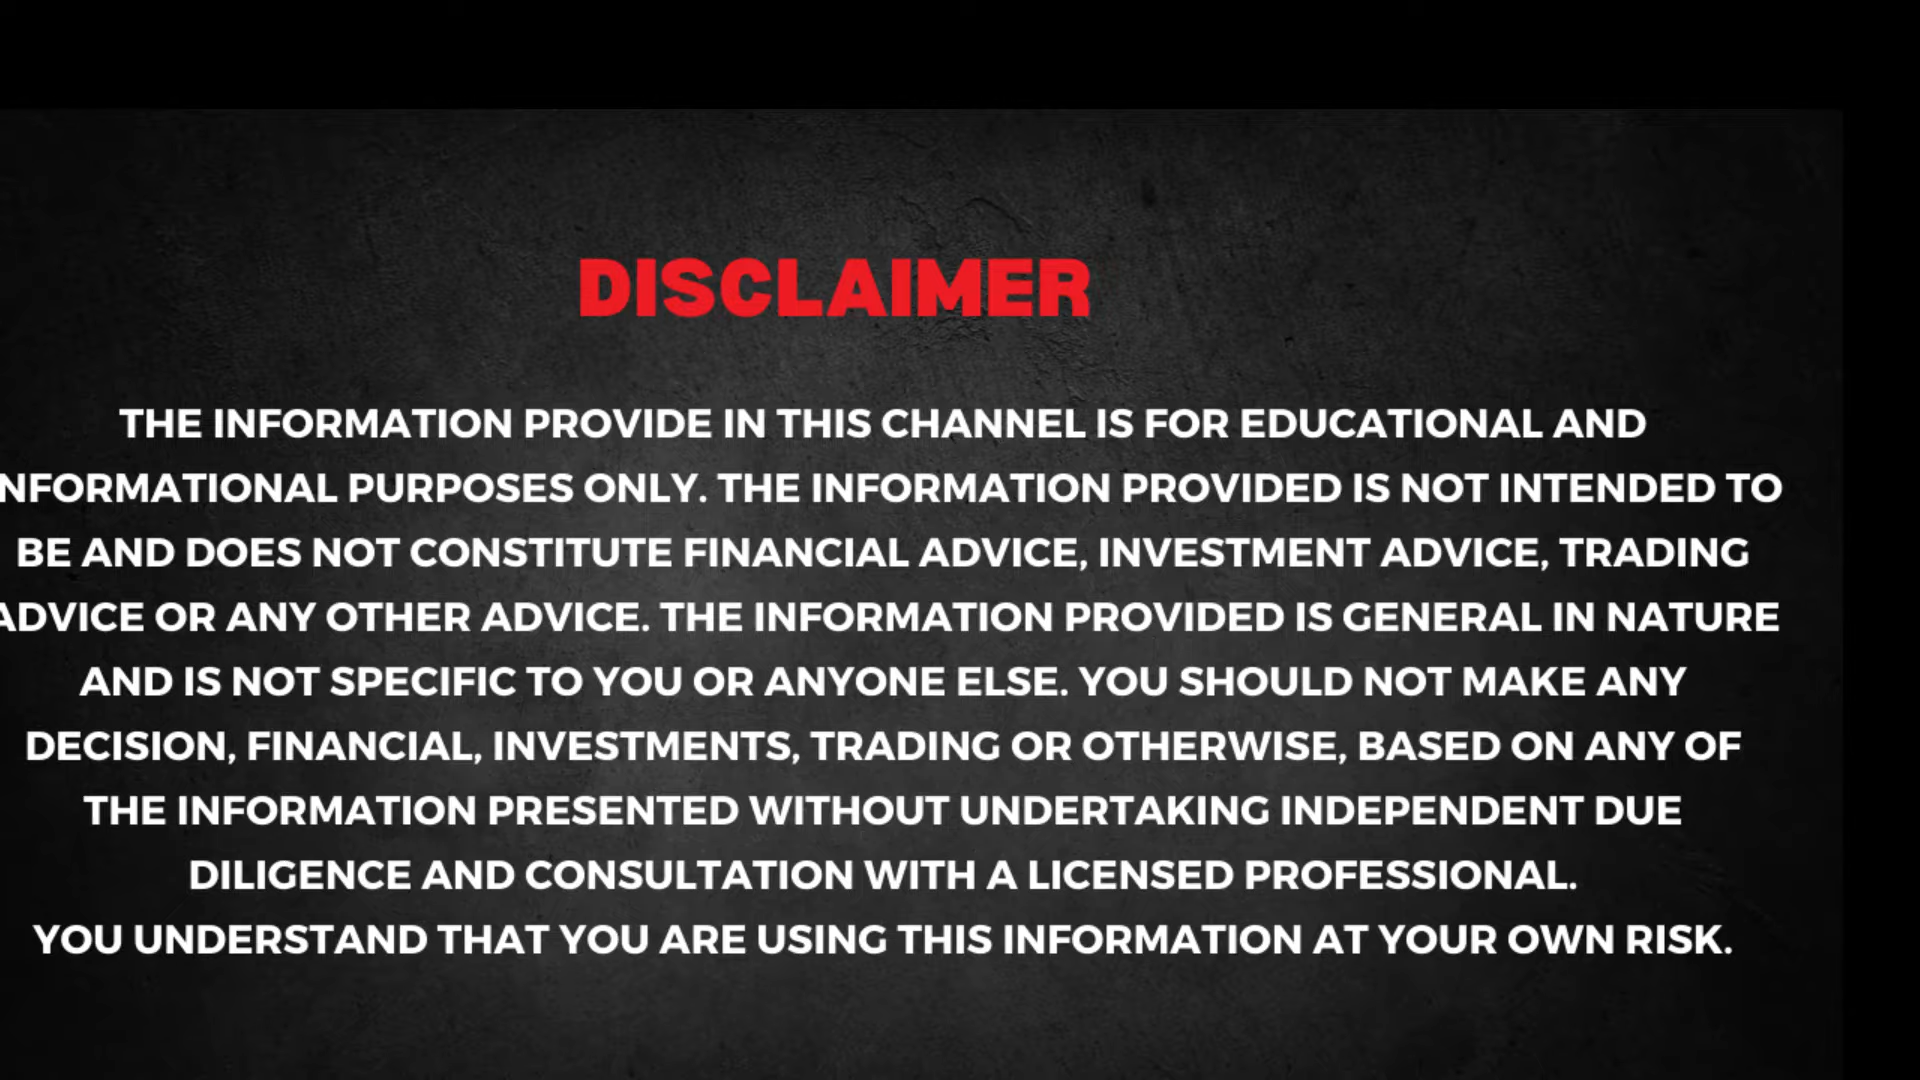 DISCLAIMER
THE INFORMATION PROVIDE IN THIS CHANNEL IS FOR EDUCATIONAL AND
NFORMATIONAL PURPOSES ONLY. THE INFORMATION PROVIDED IS NOT INTENDED TO
BE AND DOES NOT CONSTITUTE FINANCIAL ADVICE, INVESTMENT ADVICE, TRADING
ADVICE OR ANY OTHER ADVICE. THE INFORMATION PROVIDED IS GENERAL IN NATURE
AND IS NOT SPECIFIC TO YOU OR ANYONE ELSE. YOU SHOULD NOT MAKE ANY
DECISION, FINANCIAL, INVESTMENTS, TRADING OR OTHERWISE, BASED ON ANY OF
THE INFORMATION PRESENTED WITHOUT UNDERTAKING INDEPENDENT DUE
DILIGENCE AND CONSULTATION WITH A LICENSED PROFESSIONAL.
YOU UNDERSTAND THAT YOU ARE USING THIS INFORMATION AT YOUR OWN RISK.